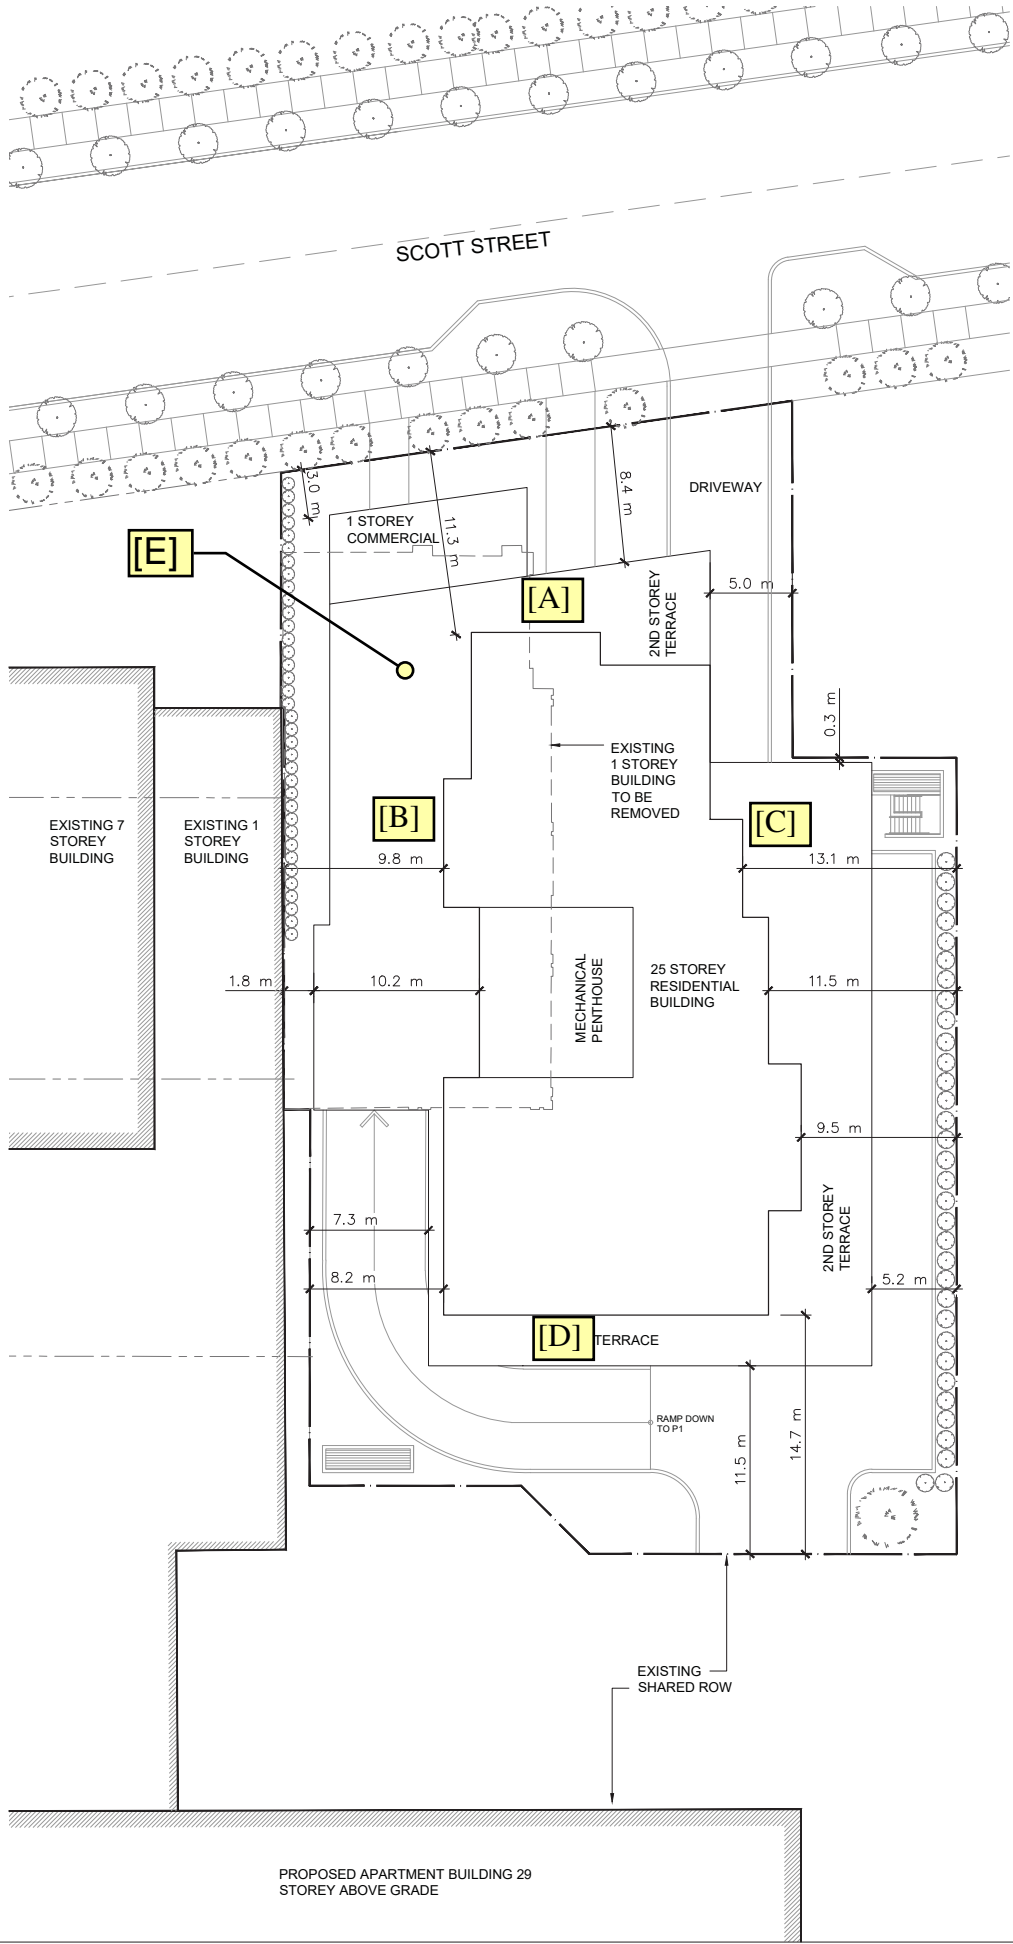 SCOTT STREET
3.0 m
11.3 m
8.4 m
DRIVEWAY
1 STOREY
COMMERCIAL
[E]
[A]
2ND STOREY
TERRACE
5.0 m
0.3 m
EXISTING
1 STOREY
BUILDING
TO BE
REMOVED
EXISTING 7
STOREY
BUILDING
EXISTING 1
STOREY
BUILDING
[B]
[C]
9.8 m
13.1 m
1.8 m
10.2 m
MECHANICAL
PENTHOUSE
25 STOREY
RESIDENTIAL
BUILDING
11.5 m
9.5 m
7.3 m
8.2 m
2ND STOREY
TERRACE
5.2 m
[D]
TERRACE
RAMP DOWN
TO P1
11.5 m
14.7 m
EXISTING
SHARED ROW
PROPOSED APARTMENT BUILDING 29
STOREY ABOVE GRADE